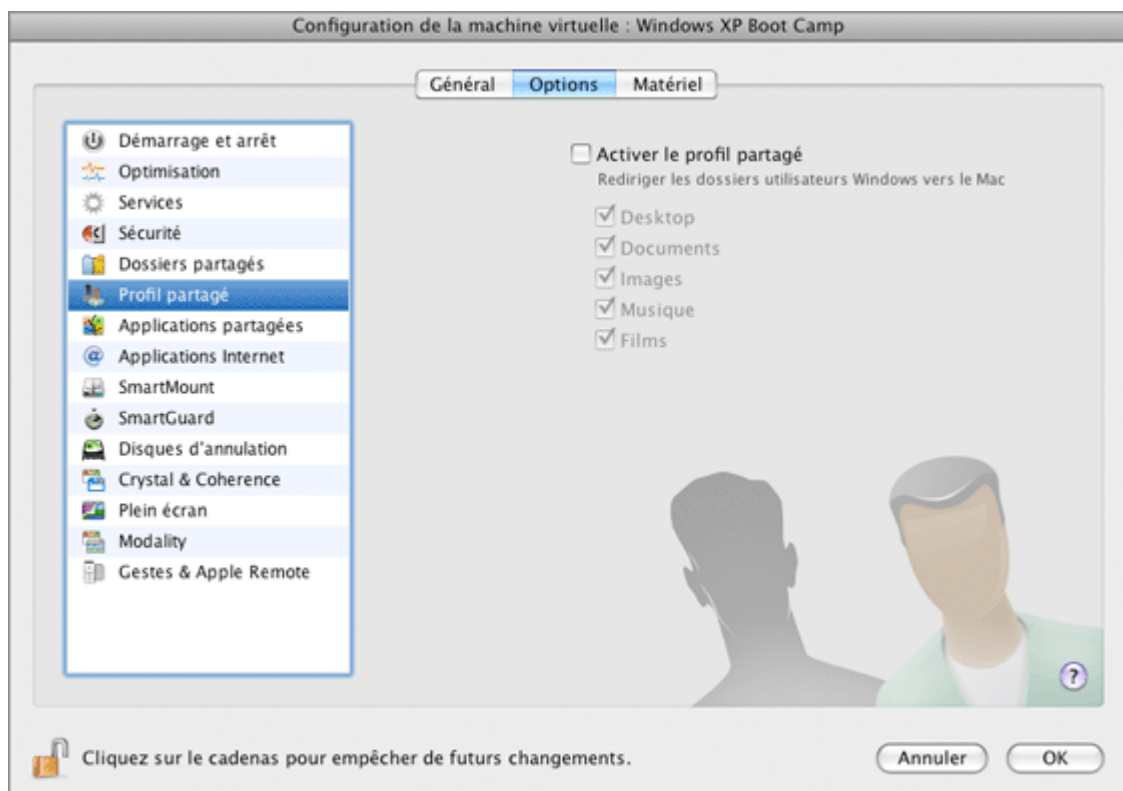 Configuration de la machine virtuelle : Windows XP Boot Camp
Général
Options
Matériel
Démarrage et arrêt
Optimisation
Services
Sécurité
Dossiers partagés
Profil partagé
Applications partagées
Applications Internet
SmartMount
SmartGuard
Disques d'annulation
Crystal & Coherence
Plein écran
Modality
Gestes & Apple Remote
Activer le profil partagé
Rediriger les dossiers utilisateurs Windows vers le Mac
Desktop
Documents
Images
Musique
Films
?
Cliquez sur le cadenas pour empêcher de futurs changements.
Annuler
OK